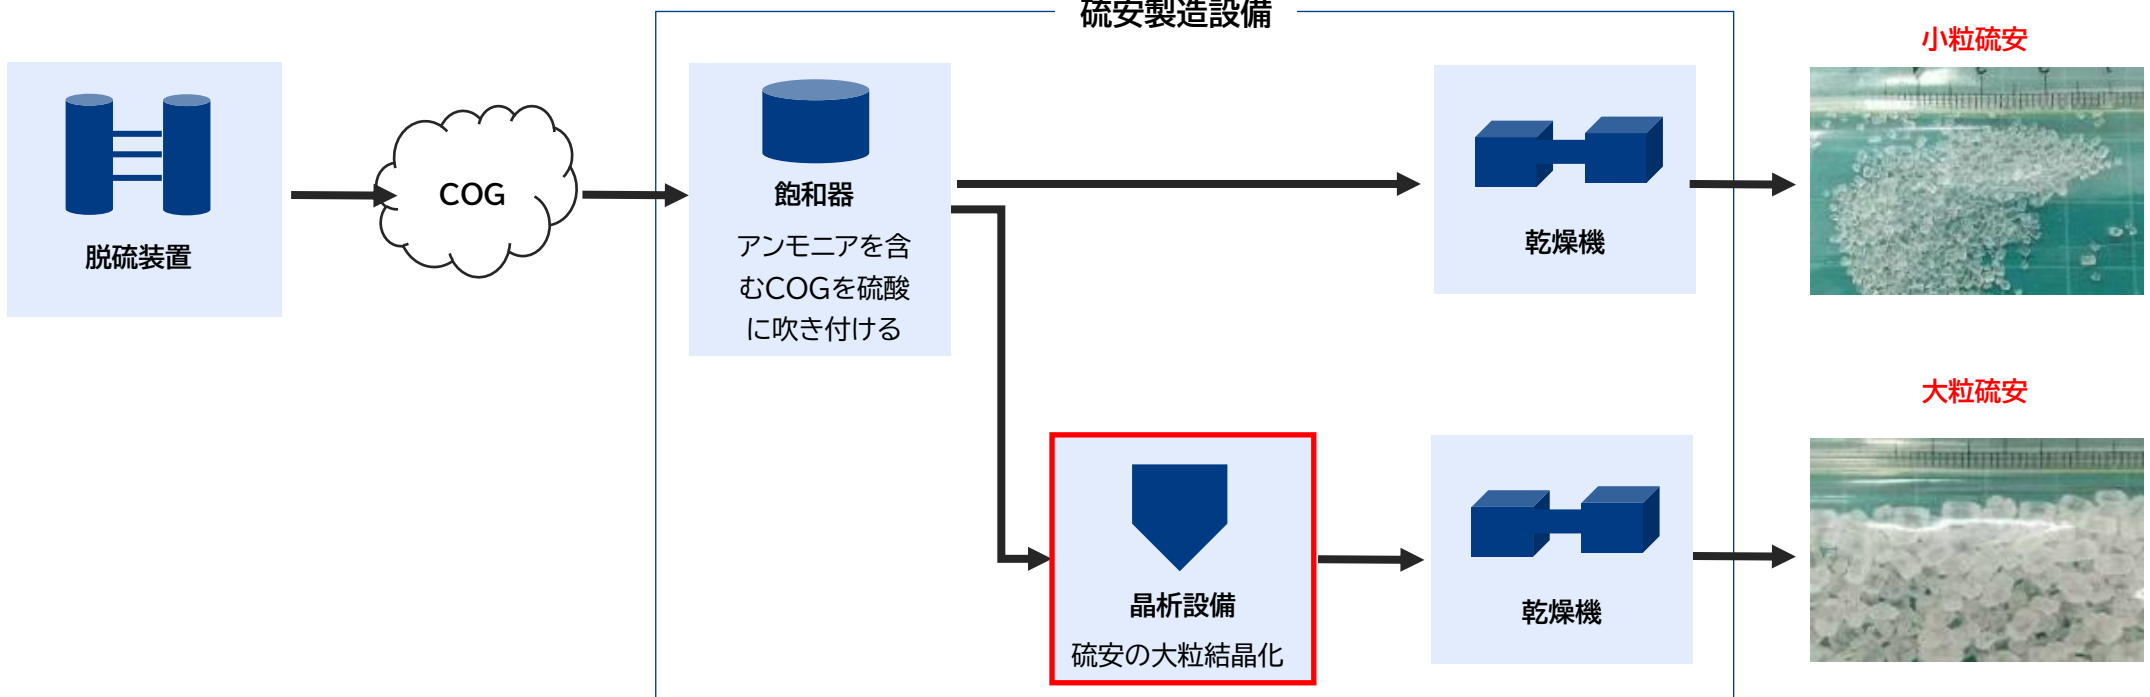 硫安製造設備
小粒硫安
脱硫装置
COG
飽和器
アンモニアを含
むCOGを硫酸
に吹き付ける
乾燥機
大粒硫安
晶析設備
硫安の大粒結晶化
乾燥機